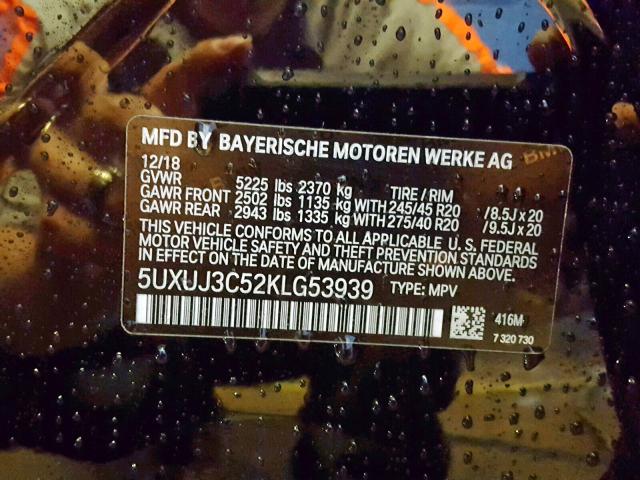 MFD BY BAYERISCHE MOTOREN WERKE AG
12/18
GVWR 5225 lbs 2370 kg TIRE / RIM
GAWR FRONT 2502 lbs 1135 kg WITH 245/45 R20 / 8.5J x 20
GAWR REAR 2943 lbs 1335 kg WITH 275/40 R20 / 9.5J x 20
THIS VEHICLE CONFORMS TO ALL APPLICABLE U. S. FEDERAL
MOTOR VEHICLE SAFETY AND THEFT PREVENTION STANDARDS
IN EFFECT ON THE DATE OF MANUFACTURE SHOWN ABOVE.
5UXUJ3C52KLG53939 TYPE: MPV
416M
7 320 730